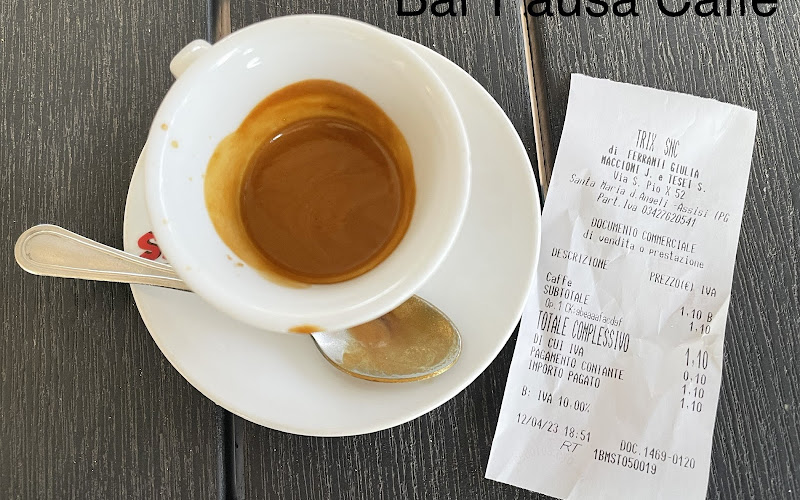 Bar Pausa Caffè
TRIX SNC
di FERRANTI GIULIA
MACCIONI J. e TESEI S.
Via S. Pio X 52
Santa Maria d.Angeli -Assisi (PG
Part.Iva 03427620541
DOCUMENTO COMMERCIALE
di vendita o prestazione
DESCRIZIONE PREZZO(€) IVA
Caffe 1.10 B
SUBTOTALE 1.10
Op.1
TOTALE COMPLESSIVO 1,10
DI CUI IVA 0.10
PAGAMENTO CONTANTE 1.10
IMPORTO PAGATO 1.10
B: IVA 10.00%
12/04/23 18:51 DOC.1469-0120
RT 1BMST050019